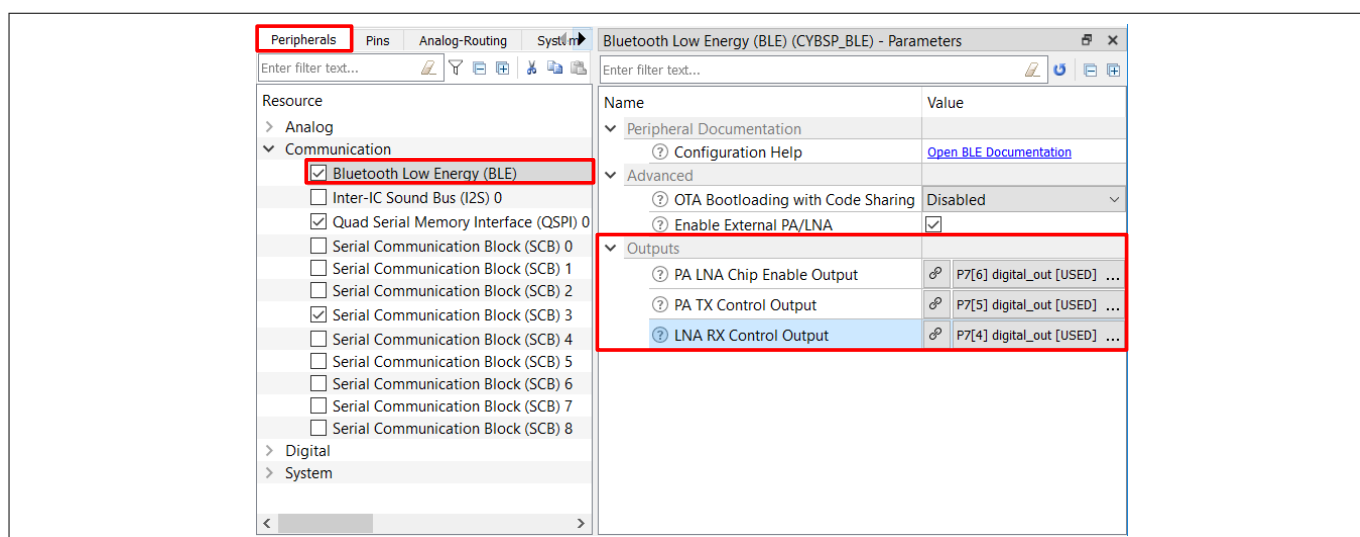 Peripherals Pins Analog-Routing
Enter filter text...
Resource
Analog
Communication
Bluetooth Low Energy (BLE)
Inter-IC Sound Bus (I2S) 0
Quad Serial Memory Interface (QSPI) 0
Serial Communication Block (SCB) 0
Serial Communication Block (SCB) 1
Serial Communication Block (SCB) 2
Serial Communication Block (SCB) 3
Serial Communication Block (SCB) 4
Serial Communication Block (SCB) 5
Serial Communication Block (SCB) 6
Serial Communication Block (SCB) 7
Serial Communication Block (SCB) 8
Digital
System
Bluetooth Low Energy (BLE) (CYBSP_BLE) - Parameters
Enter filter text...
Name Value
Peripheral Documentation
Configuration Help Open BLE Documentation
Advanced
OTA Bootloading with Code Sharing Disabled
Enable External PA/LNA
Outputs
PA LNA Chip Enable Output P7[6] digital_out [USED] ...
PA TX Control Output P7[5] digital_out [USED] ...
LNA RX Control Output P7[4] digital_out [USED] ...